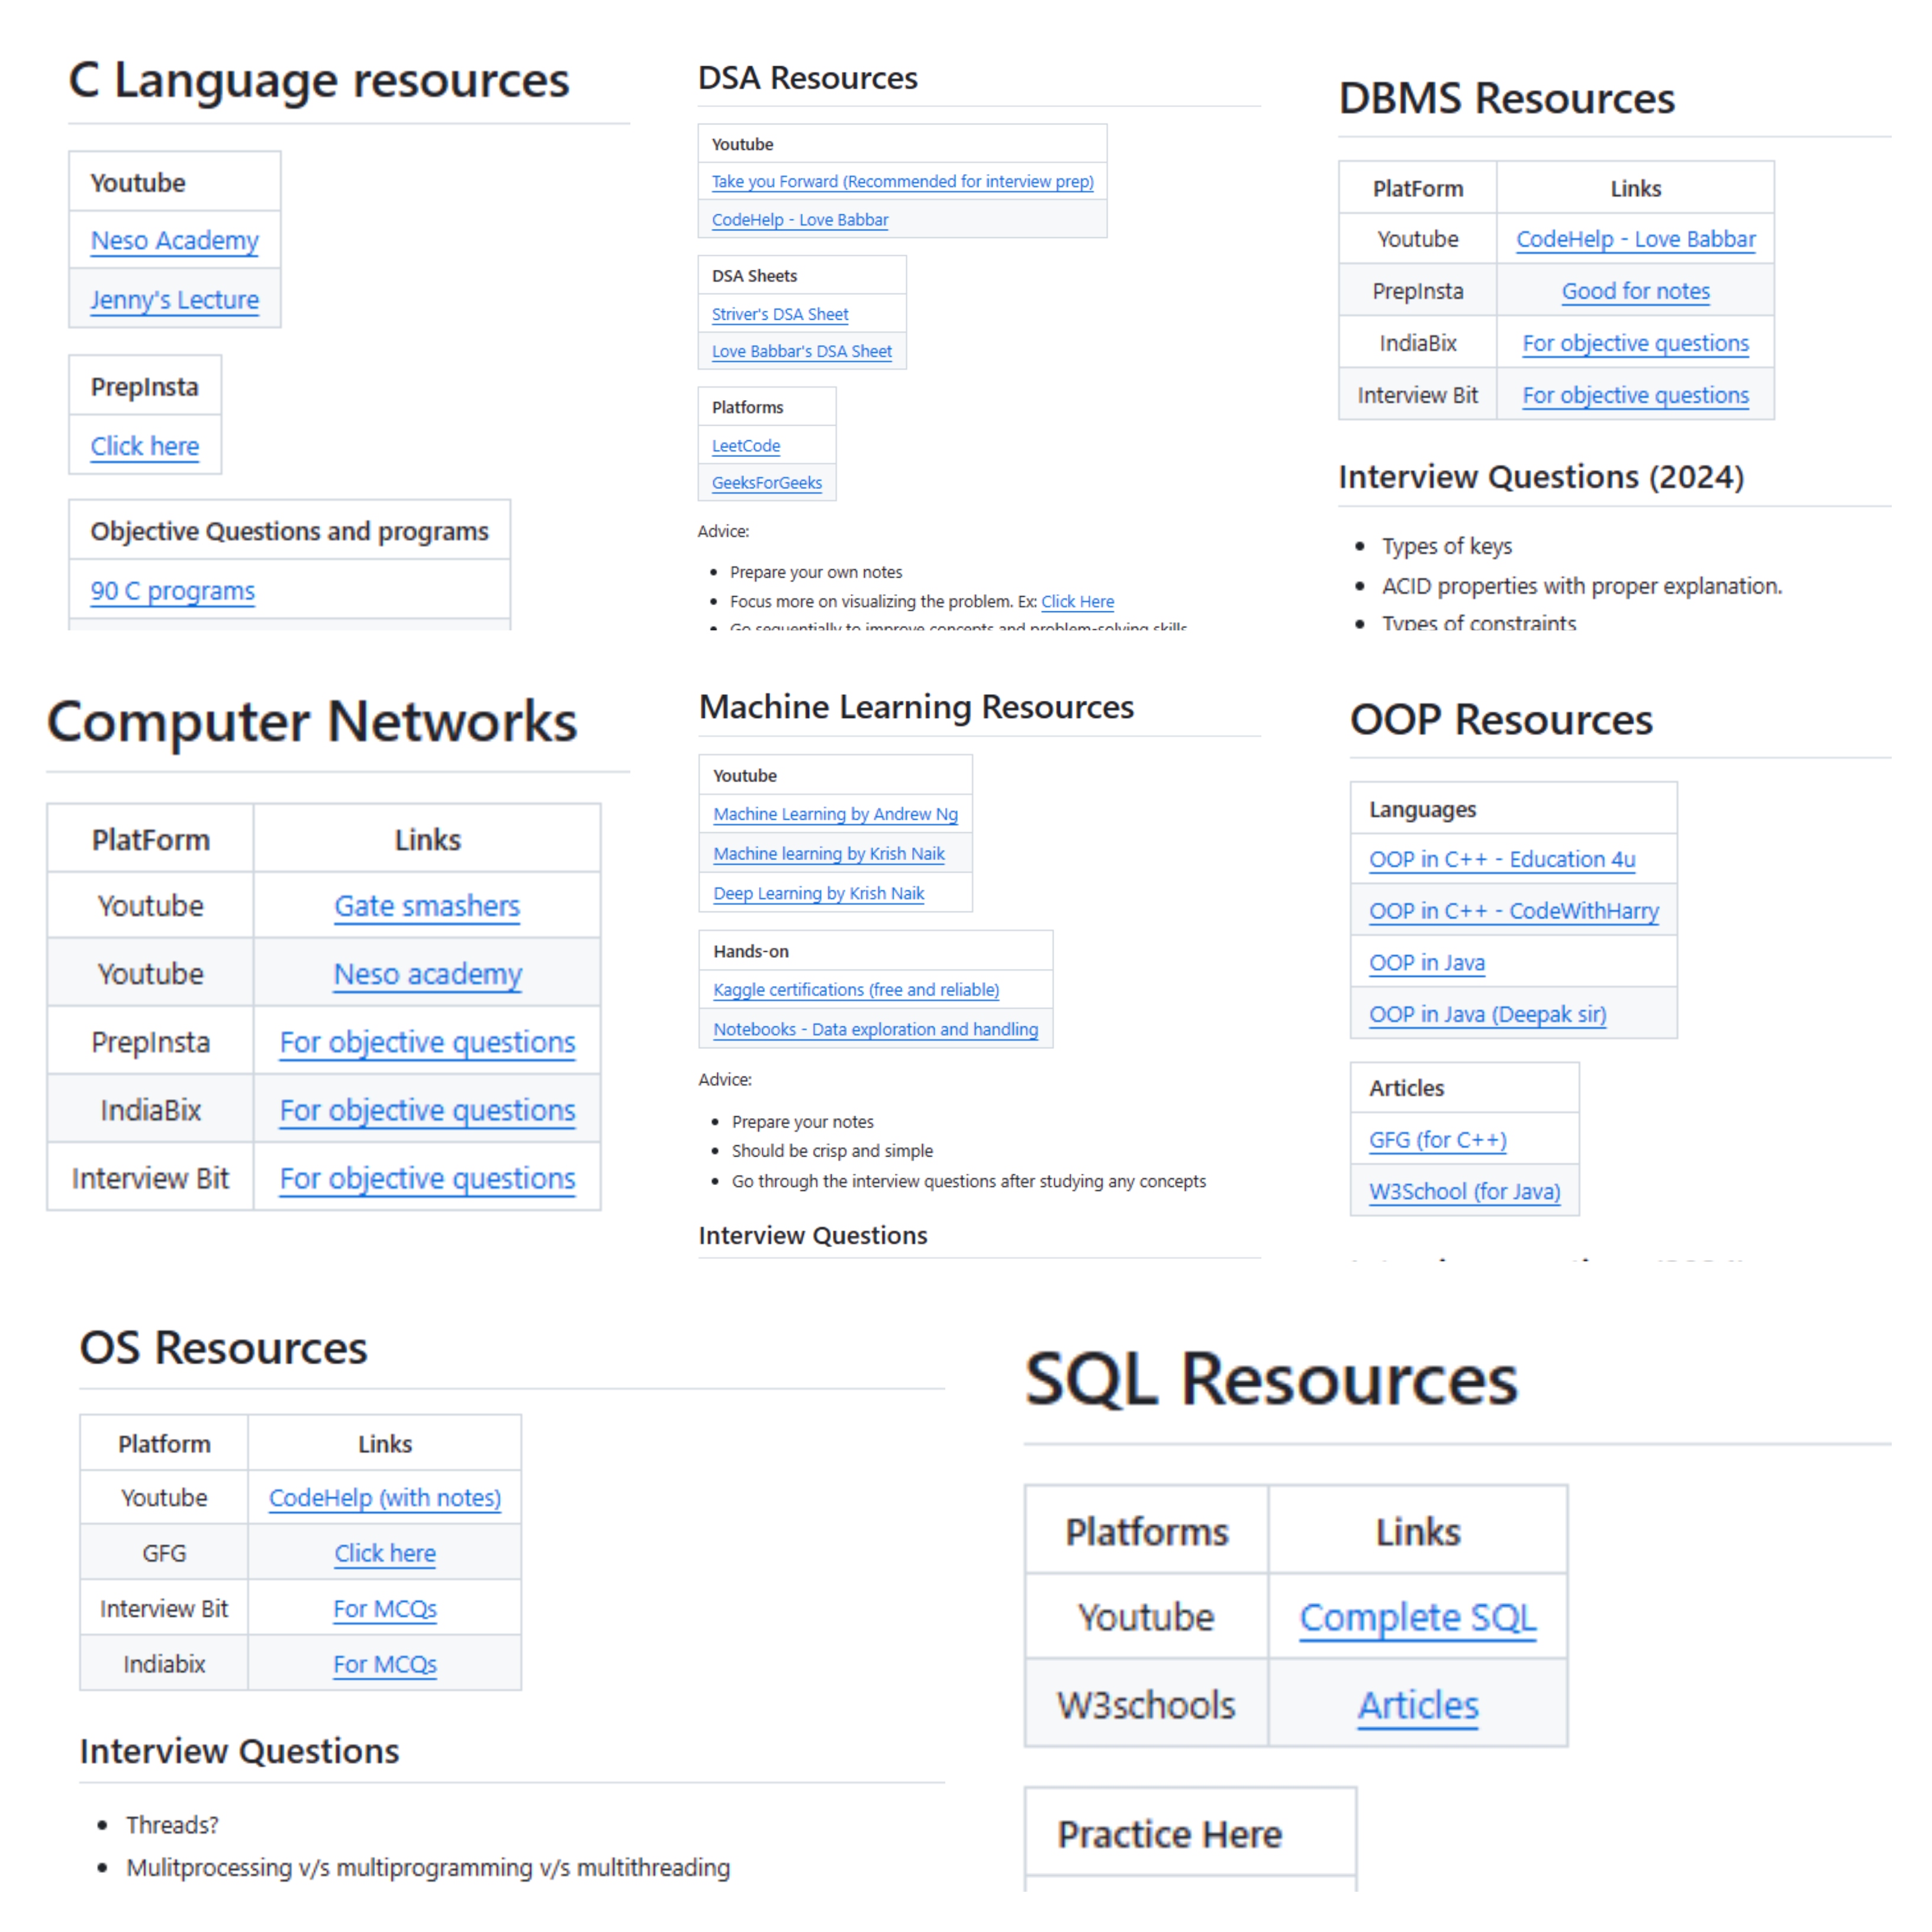 C Language resources
Youtube
Neso Academy
Jenny's Lecture
PrepInsta
Click here
Objective Questions and programs
90 C programs
DSA Resources
Youtube
Take you Forward (Recommended for interview prep)
CodeHelp - Love Babbar
DSA Sheets
Striver's DSA Sheet
Love Babbar's DSA Sheet
Platforms
LeetCode
GeeksForGeeks
Advice:
Prepare your own notes
Focus more on visualizing the problem. Ex: Click Here
Go sequentially to improve concepts and problem-solving skills
DBMS Resources
PlatForm Links
Youtube CodeHelp - Love Babbar
PrepInsta Good for notes
IndiaBix For objective questions
Interview Bit For objective questions
Interview Questions (2024)
Types of keys
ACID properties with proper explanation.
Types of constraints
Computer Networks
PlatForm Links
Youtube Gate smashers
Youtube Neso academy
PrepInsta For objective questions
IndiaBix For objective questions
Interview Bit For objective questions
Machine Learning Resources
Youtube
Machine Learning by Andrew Ng
Machine learning by Krish Naik
Deep Learning by Krish Naik
Hands-on
Kaggle certifications (free and reliable)
Notebooks - Data exploration and handling
Advice:
Prepare your notes
Should be crisp and simple
Go through the interview questions after studying any concepts
Interview Questions
OOP Resources
Languages
OOP in C++ - Education 4u
OOP in C++ - CodeWithHarry
OOP in Java
OOP in Java (Deepak sir)
Articles
GFG (for C++)
W3School (for Java)
OS Resources
Platform Links
Youtube CodeHelp (with notes)
GFG Click here
Interview Bit For MCQs
Indiabix For MCQs
Interview Questions
Threads?
Mulitprocessing v/s multiprogramming v/s multithreading
SQL Resources
Platforms Links
Youtube Complete SQL
W3schools Articles
Practice Here